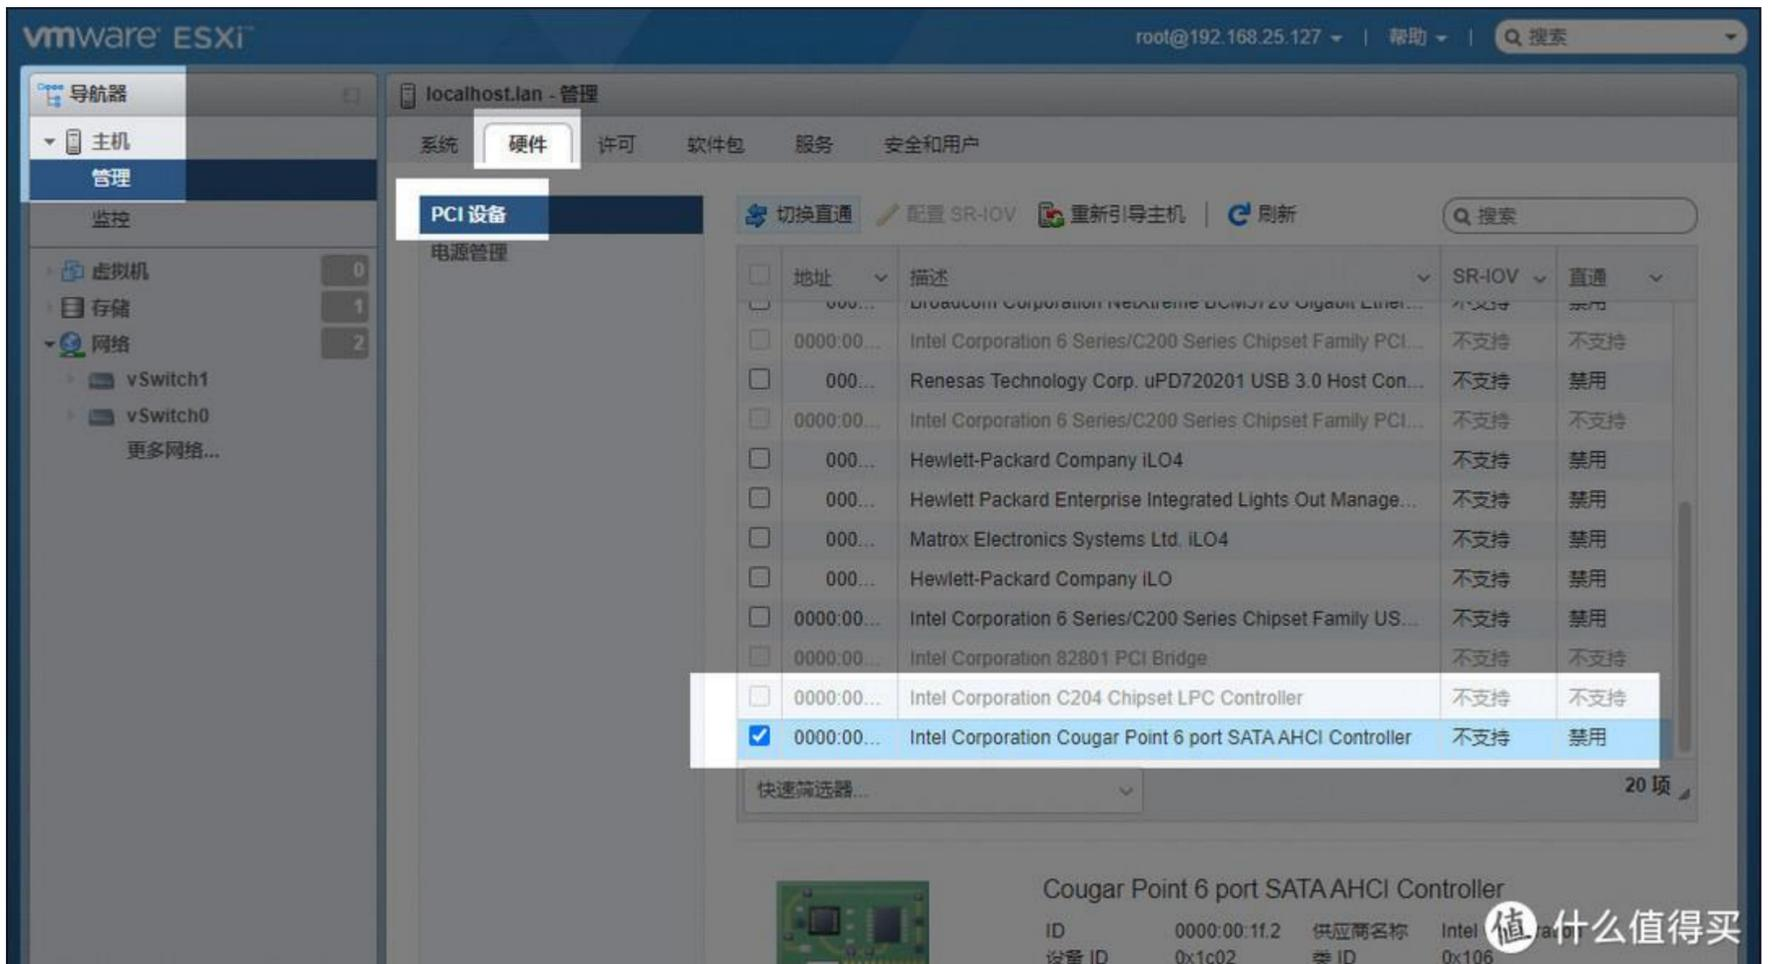 vmware ESXi™
root@192.168.25.127 | 帮助 | 搜索
导航器
主机
管理
监控
虚拟机 0
存储 1
网络 2
vSwitch1
vSwitch0
更多网络...
localhost.lan - 管理
系统 硬件 许可 软件包 服务 安全和用户
PCI 设备
电源管理
切换直通 配置 SR-IOV 重新引导主机 | 刷新 搜索
地址 描述 SR-IOV 直通
000... Broadcom Corporation NetXtreme BCM5720 Gigabit Ether... 不支持 禁用
0000:00... Intel Corporation 6 Series/C200 Series Chipset Family PCI... 不支持 不支持
000... Renesas Technology Corp. uPD720201 USB 3.0 Host Con... 不支持 禁用
0000:00... Intel Corporation 6 Series/C200 Series Chipset Family PCI... 不支持 不支持
000... Hewlett-Packard Company iLO4 不支持 禁用
000... Hewlett Packard Enterprise Integrated Lights Out Manage... 不支持 禁用
000... Matrox Electronics Systems Ltd. iLO4 不支持 禁用
000... Hewlett-Packard Company iLO 不支持 禁用
0000:00... Intel Corporation 6 Series/C200 Series Chipset Family US... 不支持 禁用
0000:00... Intel Corporation 82801 PCI Bridge 不支持 不支持
0000:00... Intel Corporation C204 Chipset LPC Controller 不支持 不支持
0000:00... Intel Corporation Cougar Point 6 port SATA AHCI Controller 不支持 禁用
快速筛选器... 20 项
Cougar Point 6 port SATA AHCI Controller
ID 0000:00:1f.2 供应商名称 Intel
设备 ID 0x1c02 类 ID 0x106
值 什么值得买